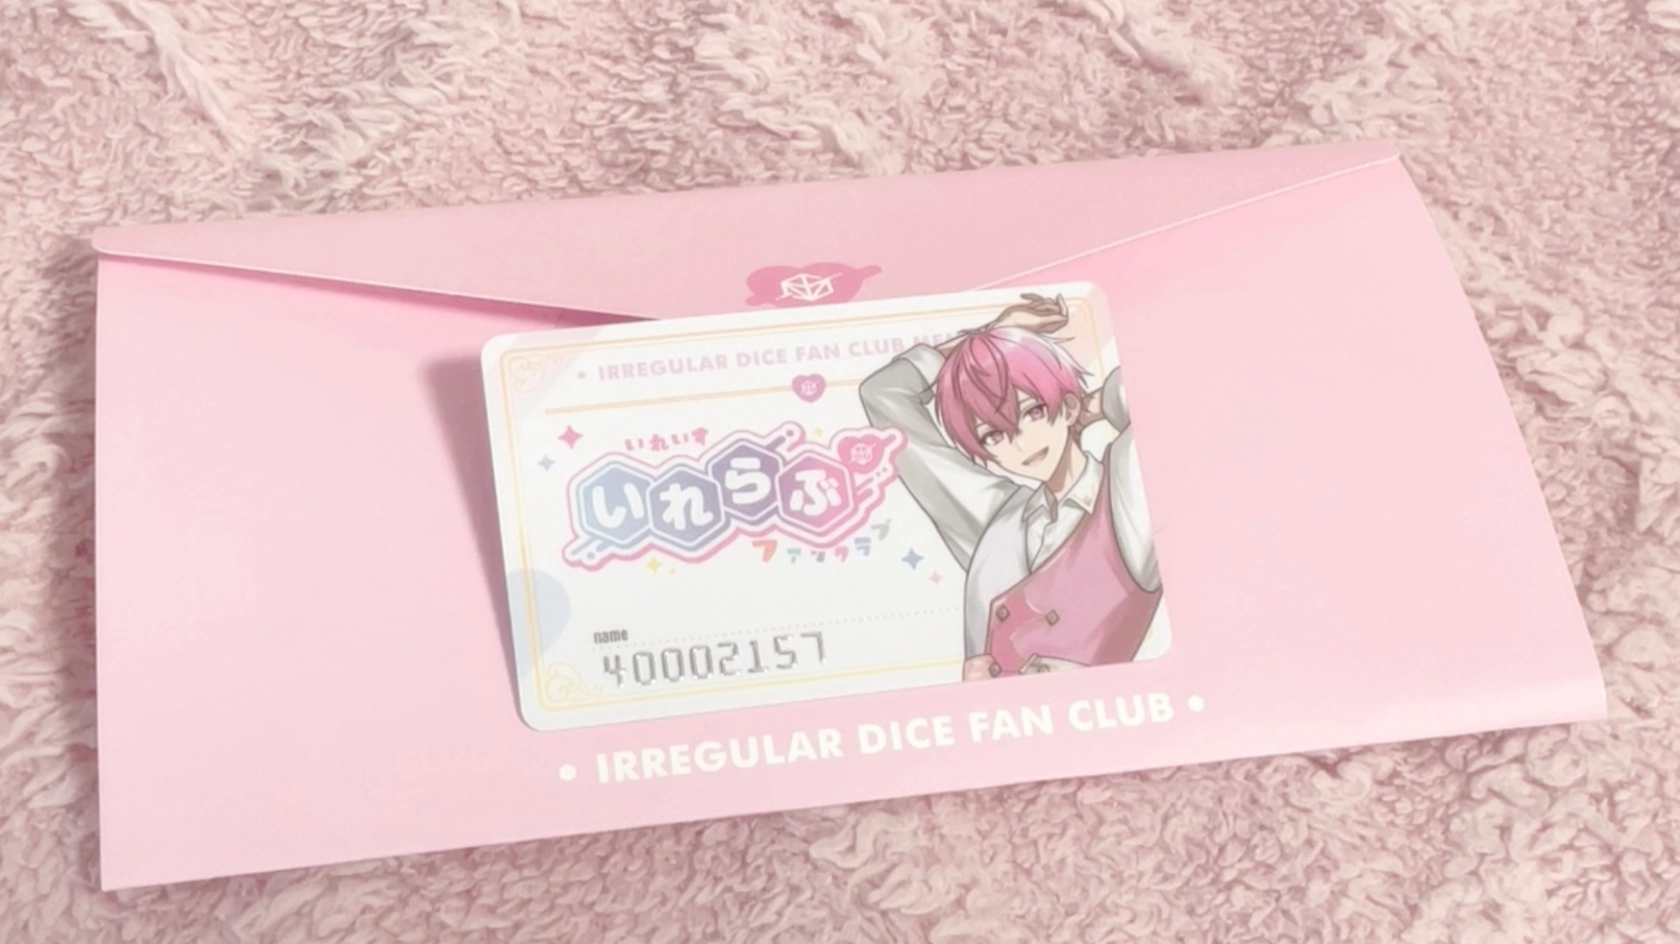 • IRREGULAR DICE FAN CLUB
いれいす
いれらぶ
ファンクラブ
name
40002157
• IRREGULAR DICE FAN CLUB •